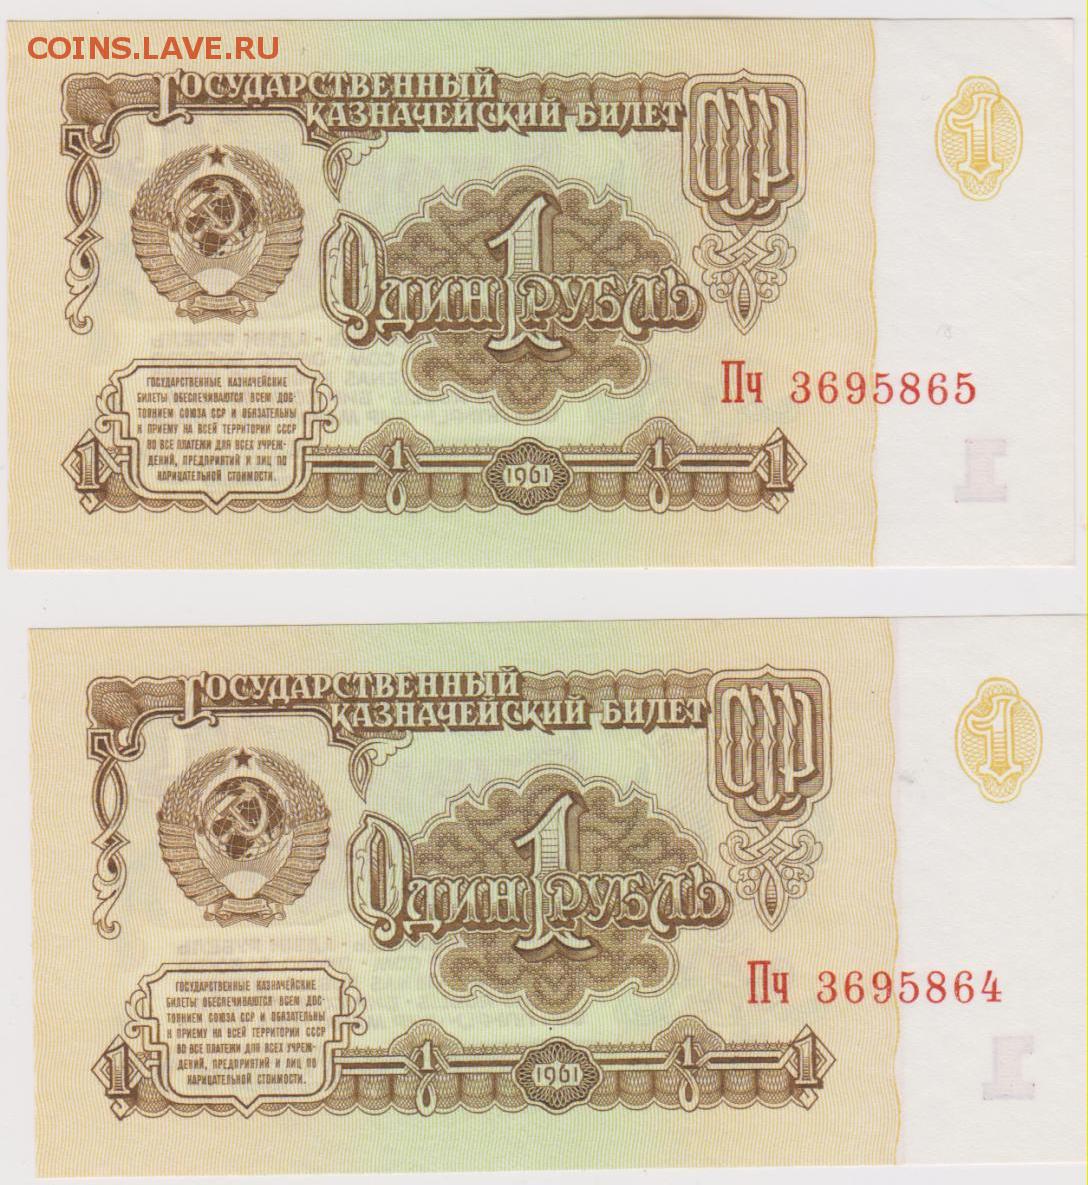 COINS.LAVE.RU
ГОСУДАРСТВЕННЫЙ
КАЗНАЧЕЙСКИЙ БИЛЕТ
СССР
1
1
ОДИН РУБЛЬ
Пч 3695865
ГОСУДАРСТВЕННЫЕ КАЗНАЧЕЙСКИЕ
БИЛЕТЫ ОБЕСПЕЧИВАЮТСЯ ВСЕМ ДОС-
ТОЯНИЕМ СОЮЗА ССР И ОБЯЗАТЕЛЬНЫ
К ПРИЕМУ НА ВСЕЙ ТЕРРИТОРИИ СССР
ВО ВСЕ ПЛАТЕЖИ ДЛЯ ВСЕХ УЧРЕЖ-
ДЕНИЙ, ПРЕДПРИЯТИЙ И ЛИЦ ПО
НАРИЦАТЕЛЬНОЙ СТОИМОСТИ.
1 1 1961 1 1
1
ГОСУДАРСТВЕННЫЙ
КАЗНАЧЕЙСКИЙ БИЛЕТ
СССР
1
1
ОДИН РУБЛЬ
Пч 3695864
ГОСУДАРСТВЕННЫЕ КАЗНАЧЕЙСКИЕ
БИЛЕТЫ ОБЕСПЕЧИВАЮТСЯ ВСЕМ ДОС-
ТОЯНИЕМ СОЮЗА ССР И ОБЯЗАТЕЛЬНЫ
К ПРИЕМУ НА ВСЕЙ ТЕРРИТОРИИ СССР
ВО ВСЕ ПЛАТЕЖИ ДЛЯ ВСЕХ УЧРЕЖ-
ДЕНИЙ, ПРЕДПРИЯТИЙ И ЛИЦ ПО
НАРИЦАТЕЛЬНОЙ СТОИМОСТИ.
1 1 1961 1 1
1